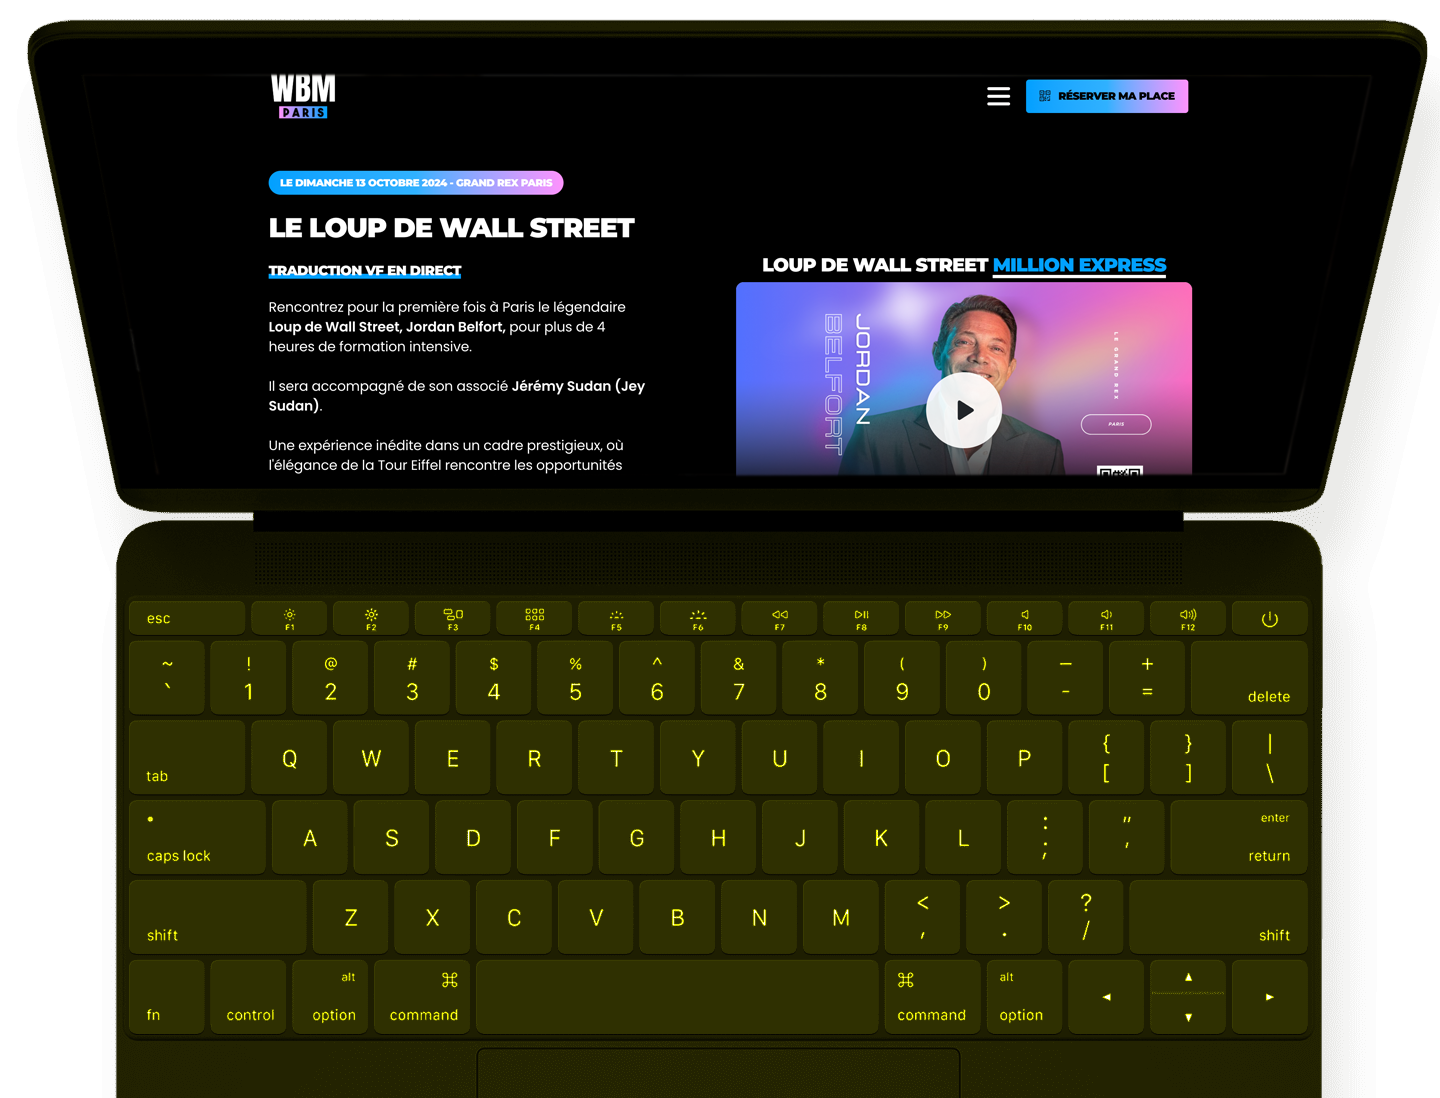 WBM
PARIS
RÉSERVER MA PLACE
LE DIMANCHE 13 OCTOBRE 2024 - GRAND REX PARIS
LE LOUP DE WALL STREET
TRADUCTION VF EN DIRECT
Rencontrez pour la première fois à Paris le légendaire
Loup de Wall Street, Jordan Belfort, pour plus de 4
heures de formation intensive.
Il sera accompagné de son associé Jérémy Sudan (Jey
Sudan).
Une expérience inédite dans un cadre prestigieux, où
l'élégance de la Tour Eiffel rencontre les opportunités
LOUP DE WALL STREET MILLION EXPRESS
JORDAN
BELFORT
LE GRAND REX
PARIS
esc F1 F2 F3 F4 F5 F6 F7 F8 F9 F10 F11 F12
~ ! @ # $ % ^ & * ( ) — +
` 1 2 3 4 5 6 7 8 9 0 - = delete
tab Q W E R T Y U I O P { } |
[ ] \
caps lock A S D F G H J K L : " enter
; ' return
shift Z X C V B N M < > ? shift
, . /
alt ⌘ ⌘ alt
fn control option command command option